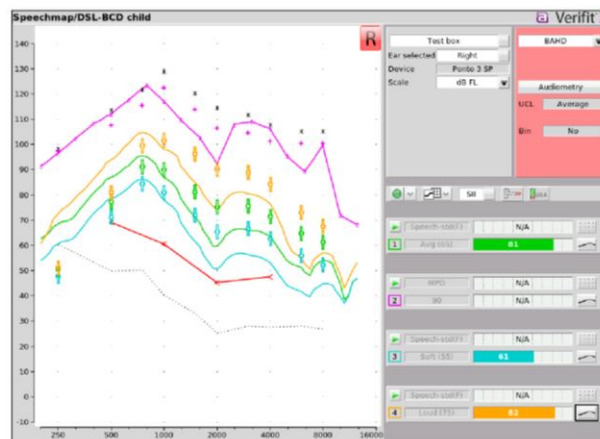 Speechmap/DSL-BCD child
Verifit
R
Test box
Ear selected Right
Device Ponto 3 SP
Scale dB FL
BAHD
Audiometry
UCL Average
Bin No
SII
140
130
120
110
100
90
80
70
60
50
40
30
20
10
0
-10
250 500 1000 2000 4000 8000 16000
Speech-std(F) N/A
1 Avg (65) 81
MPO N/A
2 90 N/A
Speech-std(F) N/A
3 Soft (55) 61
Speech-std(F) N/A
4 Loud (75) 82